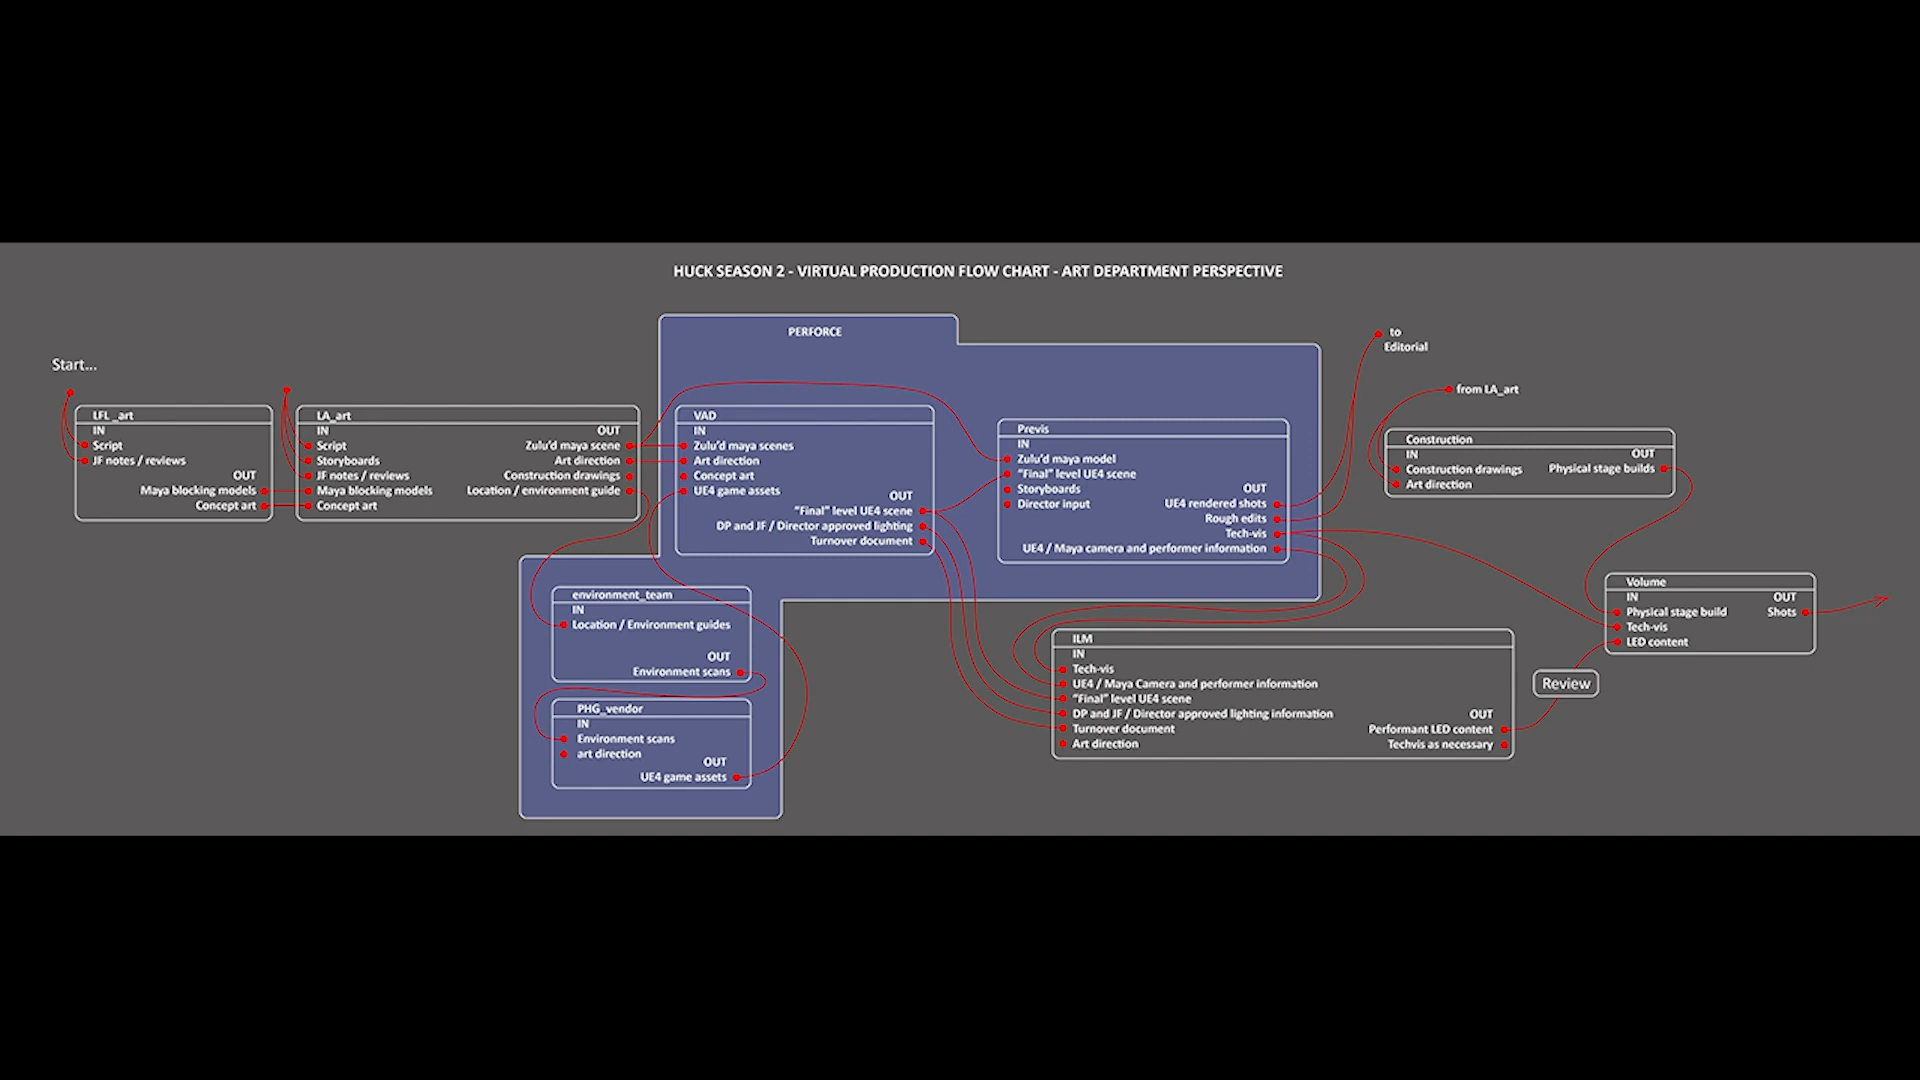 HUCK SEASON 2 - VIRTUAL PRODUCTION FLOW CHART - ART DEPARTMENT PERSPECTIVE
Start...
LFL_art
IN
Script
JF notes / reviews
OUT
Maya blocking models
Concept art
LA_art
IN
Script
Storyboards
JF notes / reviews
Maya blocking models
Concept art
OUT
Zulu'd maya scene
Art direction
Construction drawings
Location / environment guide
PERFORCE
VAD
IN
Zulu'd maya scenes
Art direction
Concept art
UE4 game assets
OUT
"Final" level UE4 scene
DP and JF / Director approved lighting
Turnover document
environment_team
IN
Location / Environment guides
OUT
Environment scans
PHG_vendor
IN
Environment scans
art direction
OUT
UE4 game assets
Previs
IN
Zulu'd maya model
"Final" level UE4 scene
Storyboards
Director input
OUT
UE4 rendered shots
Rough edits
Tech-vis
UE4 / Maya camera and performer information
to
Editorial
from LA_art
Construction
IN
Construction drawings
Art direction
OUT
Physical stage builds
ILM
IN
Tech-vis
UE4 / Maya Camera and performer information
"Final" level UE4 scene
DP and JF / Director approved lighting information
Turnover document
Art direction
OUT
Performant LED content
Techvis as necessary
Review
Volume
IN
Physical stage build
Tech-vis
LED content
OUT
Shots